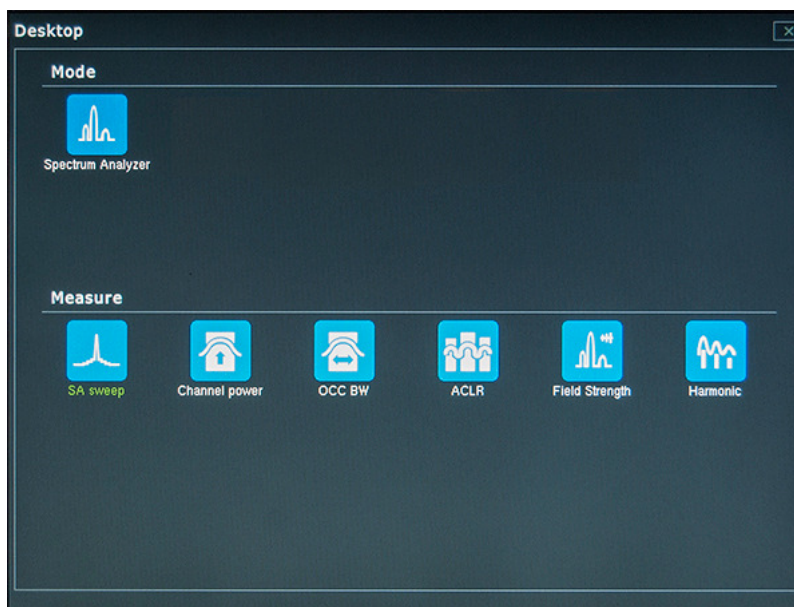 Desktop
Mode
Spectrum Analyzer
Measure
SA sweep
Channel power
OCC BW
ACLR
Field Strength
Harmonic